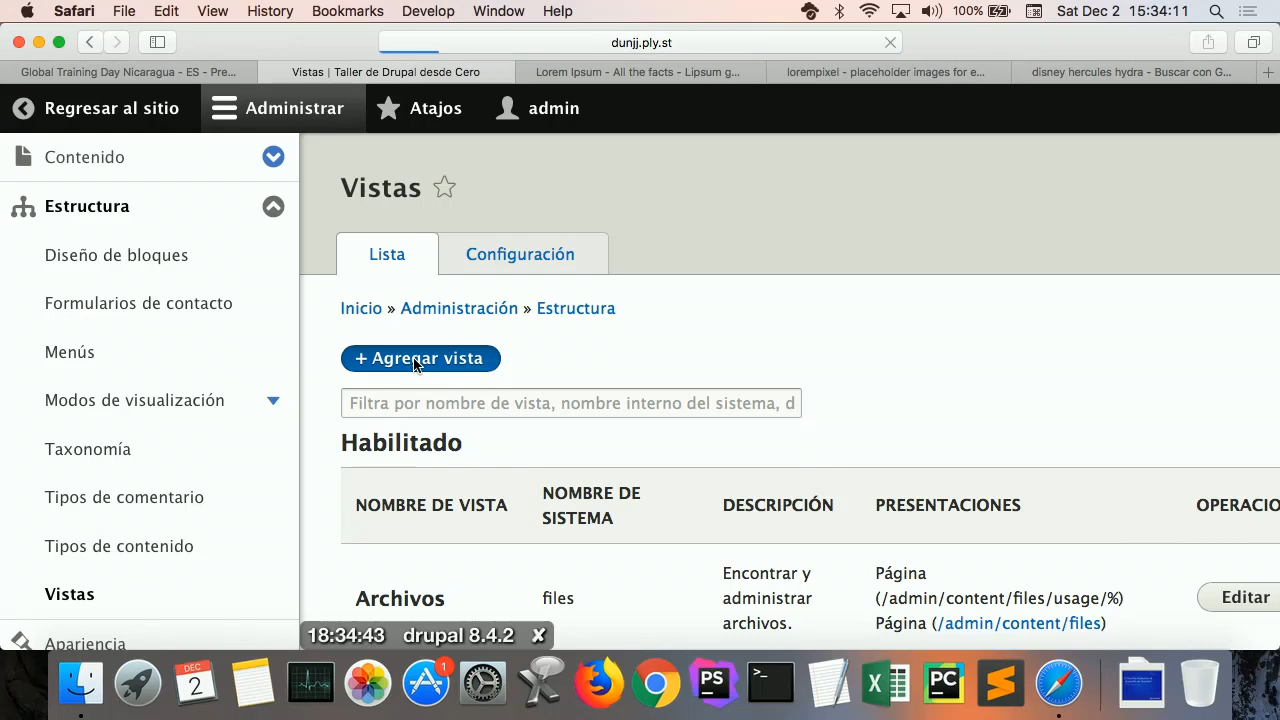 Safari File Edit View History Bookmarks Develop Window Help 100% Sat Dec 2 15:34:11
dunjj.ply.st
Global Training Day Nicaragua - ES - Pre... Vistas | Taller de Drupal desde Cero Lorem Ipsum - All the facts - Lipsum g... lorempixel - placeholder images for e... disney hercules hydra - Buscar con G...
Regresar al sitio Administrar Atajos admin
Contenido
Estructura
Diseño de bloques
Formularios de contacto
Menús
Modos de visualización
Taxonomía
Tipos de comentario
Tipos de contenido
Vistas
Apariencia
Vistas
Lista Configuración
Inicio » Administración » Estructura
+ Agregar vista
Filtra por nombre de vista, nombre interno del sistema, d
Habilitado
NOMBRE DE VISTA NOMBRE DE SISTEMA DESCRIPCIÓN PRESENTACIONES OPERACIO
Archivos files Encontrar y administrar archivos. Página (/admin/content/files/usage/%) Página (/admin/content/files) Editar
18:34:43 drupal 8.4.2 ✘
DEC
2
1
PS
PC